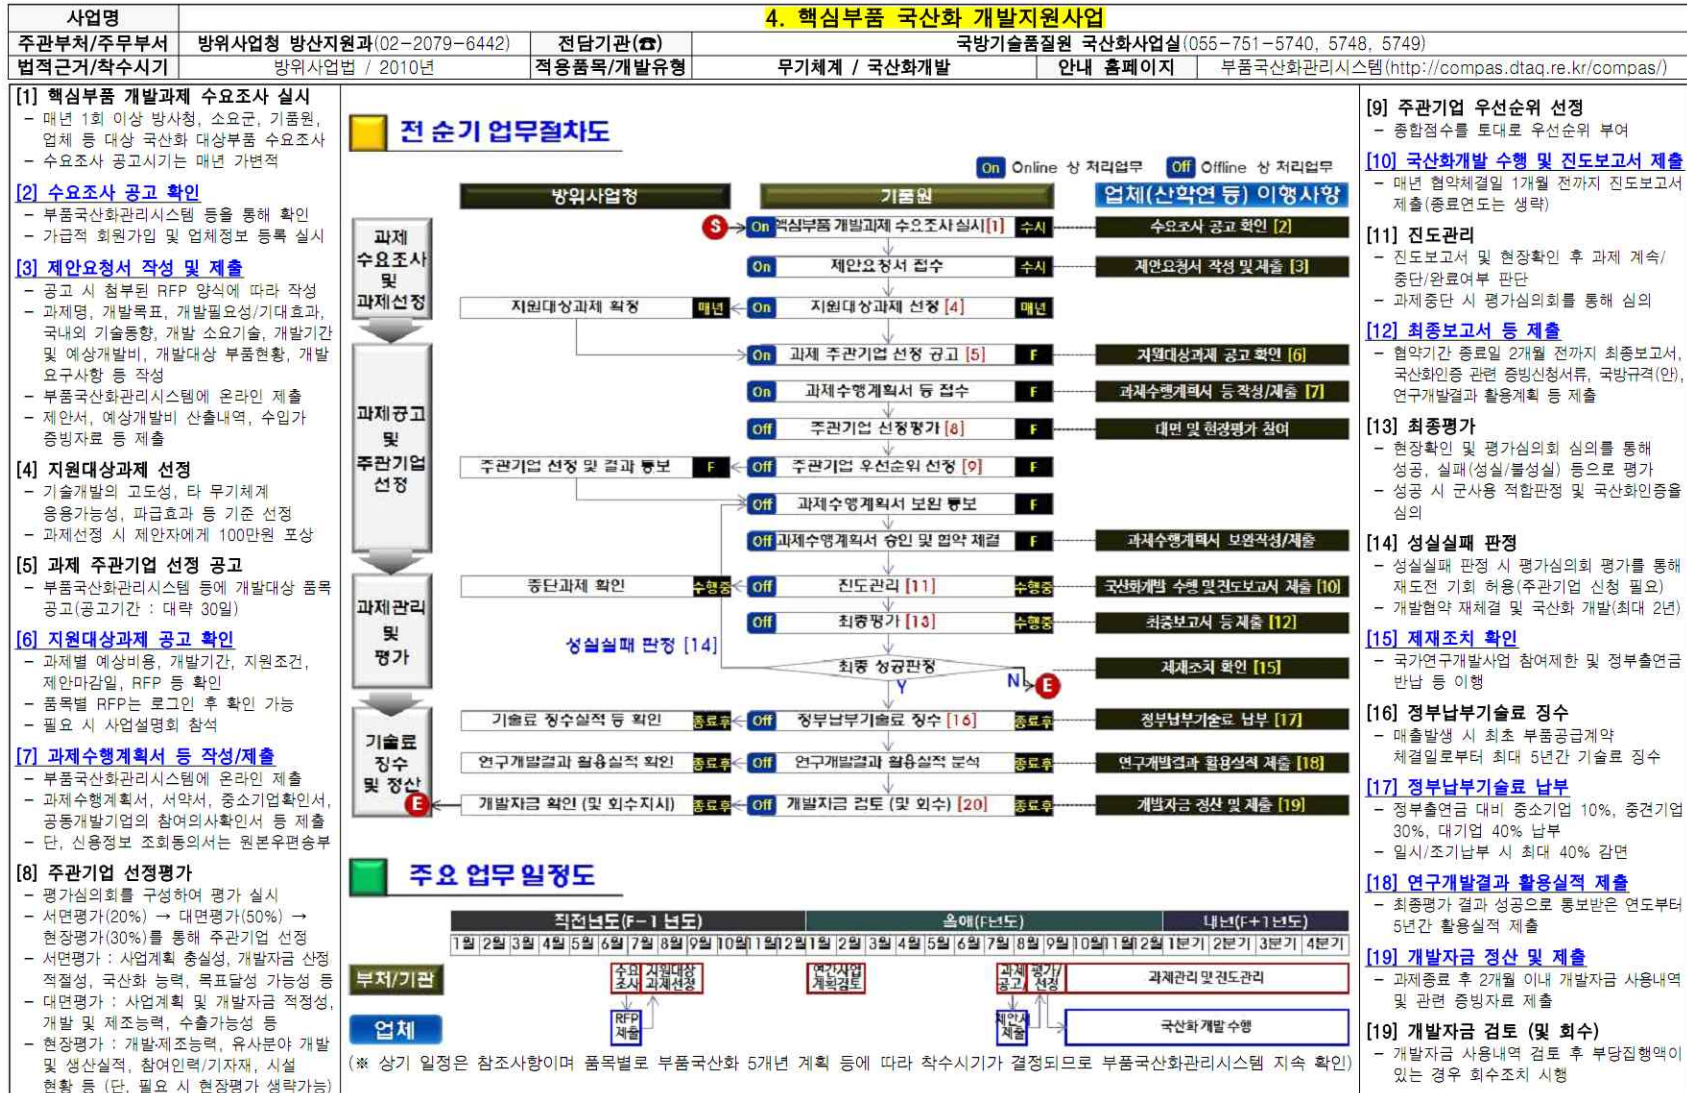 사업명
4. 핵심부품 국산화 개발지원사업
주관부처/주무부서
방위사업청 방산지원과(02-2079-6442)
전담기관(☎)
국방기술품질원 국산화사업실(055-751-5740, 5748, 5749)
법적근거/착수시기
방위사업법 / 2010년
적용품목/개발유형
무기체계 / 국산화개발
안내 홈페이지
부품국산화관리시스템(http://compas.dtaq.re.kr/compas/)
[1] 핵심부품 개발과제 수요조사 실시
- 매년 1회 이상 방사청, 소요군, 기품원,
업체 등 대상 국산화 대상부품 수요조사
- 수요조사 공고시기는 매년 가변적
[2] 수요조사 공고 확인
- 부품국산화관리시스템 등을 통해 확인
- 가급적 회원가입 및 업체정보 등록 실시
[3] 제안요청서 작성 및 제출
- 공고 시 첨부된 RFP 양식에 따라 작성
- 과제명, 개발목표, 개발필요성/기대효과,
국내외 기술동향, 개발 소요기술, 개발기간
및 예상개발비, 개발대상 부품현황, 개발
요구사항 등 작성
- 부품국산화관리시스템에 온라인 제출
- 제안서, 예상개발비 산출내역, 수입가
증빙자료 등 제출
[4] 지원대상과제 선정
- 기술개발의 고도성, 타 무기체계
응용가능성, 파급효과 등 기준 선정
- 과제선정 시 제안자에게 100만원 포상
[5] 과제 주관기업 선정 공고
- 부품국산화관리시스템 등에 개발대상 품목
공고(공고기간 : 대략 30일)
[6] 지원대상과제 공고 확인
- 과제별 예상비용, 개발기간, 지원조건,
제안마감일, RFP 등 확인
- 품목별 RFP는 로그인 후 확인 가능
- 필요 시 사업설명회 참석
[7] 과제수행계획서 등 작성/제출
- 부품국산화관리시스템에 온라인 제출
- 과제수행계획서, 서약서, 중소기업확인서,
공동개발기업의 참여의사확인서 등 제출
- 단, 신용정보 조회동의서는 원본우편송부
[8] 주관기업 선정평가
- 평가심의회를 구성하여 평가 실시
- 서면평가(20%) → 대면평가(50%) →
현장평가(30%)를 통해 주관기업 선정
- 서면평가 : 사업계획 충실성, 개발자금 산정
적절성, 국산화 능력, 목표달성 가능성 등
- 대면평가 : 사업계획 및 개발자금 적정성,
개발 및 제조능력, 수출가능성 등
- 현장평가 : 개발·제조능력, 유사분야 개발
및 생산실적, 참여인력/기자재, 시설
현황 등 (단, 필요 시 현장평가 생략가능)
전 순기 업무절차도
On Online 상 처리업무 Off Offline 상 처리업무
방위사업청
기품원
업체(산학연 등) 이행사항
과제
수요조사
및
과제선정
S On 핵심부품 개발과제 수요조사 실시[1] 수시 수요조사 공고 확인 [2]
On 제안요청서 접수 수시 제안요청서 작성 및 제출 [3]
지원대상과제 확정 매년 On 지원대상과제 선정 [4] 매년
과제공고
및
주관기업
선정
On 과제 주관기업 선정 공고 [5] F 지원대상과제 공고 확인 [6]
On 과제수행계획서 등 접수 F 과제수행계획서 등 작성/제출 [7]
Off 주관기업 선정평가 [8] F 대면 및 현장평가 참여
주관기업 선정 및 결과 통보 F Off 주관기업 우선순위 선정 [9] F
Off 과제수행계획서 보완 통보 F
Off 과제수행계획서 승인 및 협약 체결 F 과제수행계획서 보완작성/제출
과제관리
및
평가
중단과제 확인 수행중 Off 진도관리 [11] 수행중 국산화개발 수행 및 진도보고서 제출 [10]
Off 최종평가 [13] 수행중 최종보고서 등 제출 [12]
성실실패 판정 [14]
최종 성공판정 N E 제재조치 확인 [15]
Y
기술료
징수
및 정산
기술료 징수실적 등 확인 종료후 Off 정부납부기술료 징수 [16] 종료후 정부납부기술료 납부 [17]
연구개발결과 활용실적 확인 종료후 Off 연구개발결과 활용실적 분석 종료후 연구개발결과 활용실적 제출 [18]
E 개발자금 확인 (및 회수지시) 종료후 Off 개발자금 검토 (및 회수) [20] 종료후 개발자금 정산 및 제출 [19]
주요 업무 일정도
직전년도(F-1 년도) 올해(F년도) 내년(F+1년도)
1월 2월 3월 4월 5월 6월 7월 8월 9월 10월 11월 12월 1월 2월 3월 4월 5월 6월 7월 8월 9월 10월 11월 12월 1분기 2분기 3분기 4분기
부처/기관
수요
조사
지원대상
과제선정
연간사업
계획검토
과제
공고
평가/
선정
과제관리 및 진도관리
업체
RFP
제출
제안서
제출
국산화 개발 수행
(※ 상기 일정은 참조사항이며 품목별로 부품국산화 5개년 계획 등에 따라 착수시기가 결정되므로 부품국산화관리시스템 지속 확인)
[9] 주관기업 우선순위 선정
- 종합점수를 토대로 우선순위 부여
[10] 국산화개발 수행 및 진도보고서 제출
- 매년 협약체결일 1개월 전까지 진도보고서
제출(종료연도는 생략)
[11] 진도관리
- 진도보고서 및 현장확인 후 과제 계속/
중단/완료여부 판단
- 과제중단 시 평가심의회를 통해 심의
[12] 최종보고서 등 제출
- 협약기간 종료일 2개월 전까지 최종보고서,
국산화인증 관련 증빙신청서류, 국방규격(안),
연구개발결과 활용계획 등 제출
[13] 최종평가
- 현장확인 및 평가심의회 심의를 통해
성공, 실패(성실/불성실) 등으로 평가
- 성공 시 군사용 적합판정 및 국산화인증을
심의
[14] 성실실패 판정
- 성실실패 판정 시 평가심의회 평가를 통해
재도전 기회 허용(주관기업 신청 필요)
- 개발협약 재체결 및 국산화 개발(최대 2년)
[15] 제재조치 확인
- 국가연구개발사업 참여제한 및 정부출연금
반납 등 이행
[16] 정부납부기술료 징수
- 매출발생 시 최초 부품공급계약
체결일로부터 최대 5년간 기술료 징수
[17] 정부납부기술료 납부
- 정부출연금 대비 중소기업 10%, 중견기업
30%, 대기업 40% 납부
- 일시/조기납부 시 최대 40% 감면
[18] 연구개발결과 활용실적 제출
- 최종평가 결과 성공으로 통보받은 연도부터
5년간 활용실적 제출
[19] 개발자금 정산 및 제출
- 과제종료 후 2개월 이내 개발자금 사용내역
및 관련 증빙자료 제출
[19] 개발자금 검토 (및 회수)
- 개발자금 사용내역 검토 후 부당집행액이
있는 경우 회수조치 시행